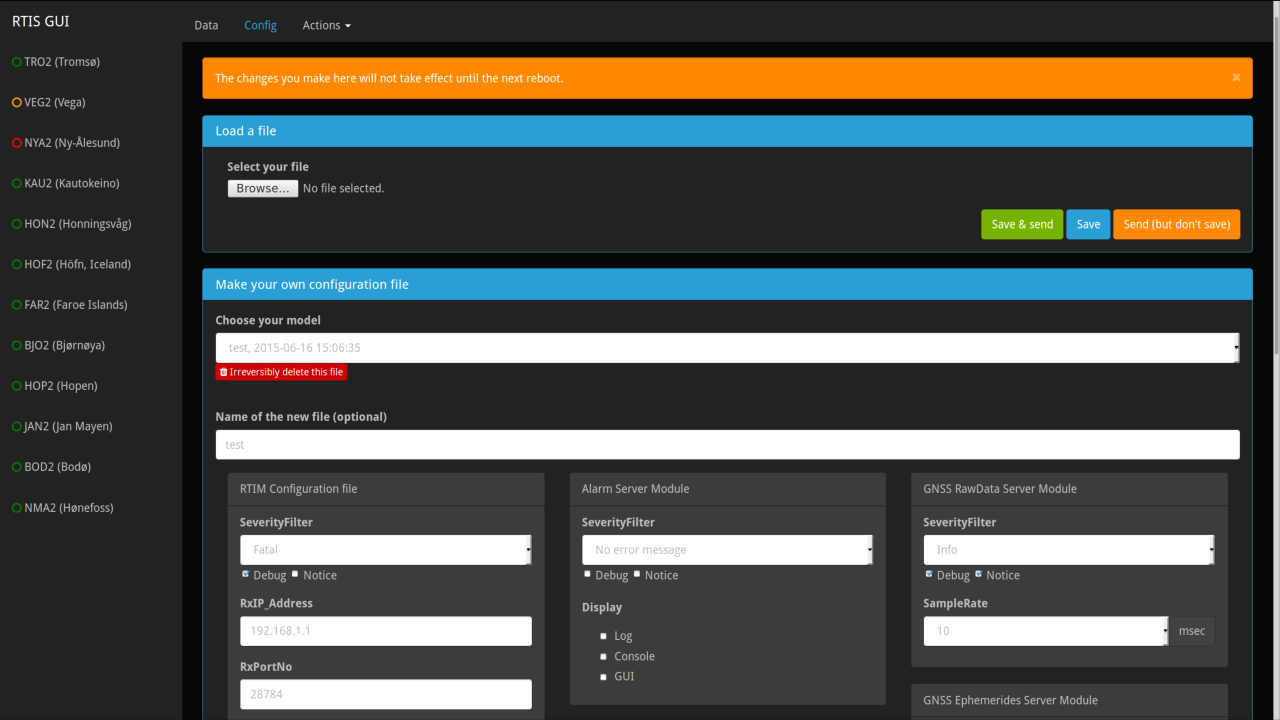 RTIS GUI
Data Config Actions
TRO2 (Tromsø)
VEG2 (Vega)
NYA2 (Ny-Ålesund)
KAU2 (Kautokeino)
HON2 (Honningsvåg)
HOF2 (Höfn, Iceland)
FAR2 (Faroe Islands)
BJO2 (Bjørnøya)
HOP2 (Hopen)
JAN2 (Jan Mayen)
BOD2 (Bodø)
NMA2 (Hønefoss)
The changes you make here will not take effect until the next reboot. ×
Load a file
Select your file
Browse... No file selected.
Save & send Save Send (but don't save)
Make your own configuration file
Choose your model
test, 2015-06-16 15:06:35
Irreversibly delete this file
Name of the new file (optional)
test
RTIM Configuration file
SeverityFilter
Fatal
Debug Notice
RxIP_Address
192.168.1.1
RxPortNo
28784
Alarm Server Module
SeverityFilter
No error message
Debug Notice
Display
Log
Console
GUI
GNSS RawData Server Module
SeverityFilter
Info
Debug Notice
SampleRate
10 msec
GNSS Ephemerides Server Module